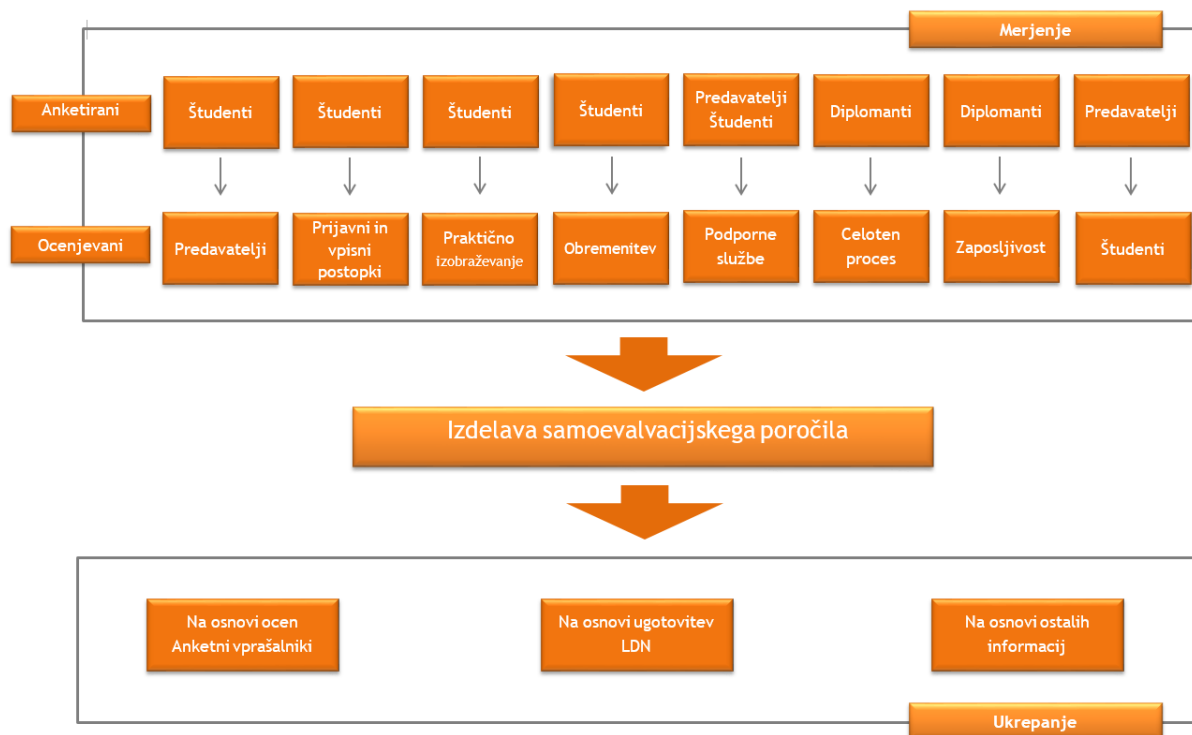 Merjenje
Anketirani
Študenti
Študenti
Študenti
Študenti
Predavatelji
Študenti
Diplomanti
Diplomanti
Predavatelji
Ocenjevani
Predavatelji
Prijavni in
vpisni
postopki
Praktično
izobraževanje
Obremenitev
Podporne
službe
Celoten
proces
Zaposljivost
Študenti
Izdelava samoevalvacijskega poročila
Na osnovi ocen
Anketni vprašalniki
Na osnovi ugotovitev
LDN
Na osnovi ostalih
informacij
Ukrepanje